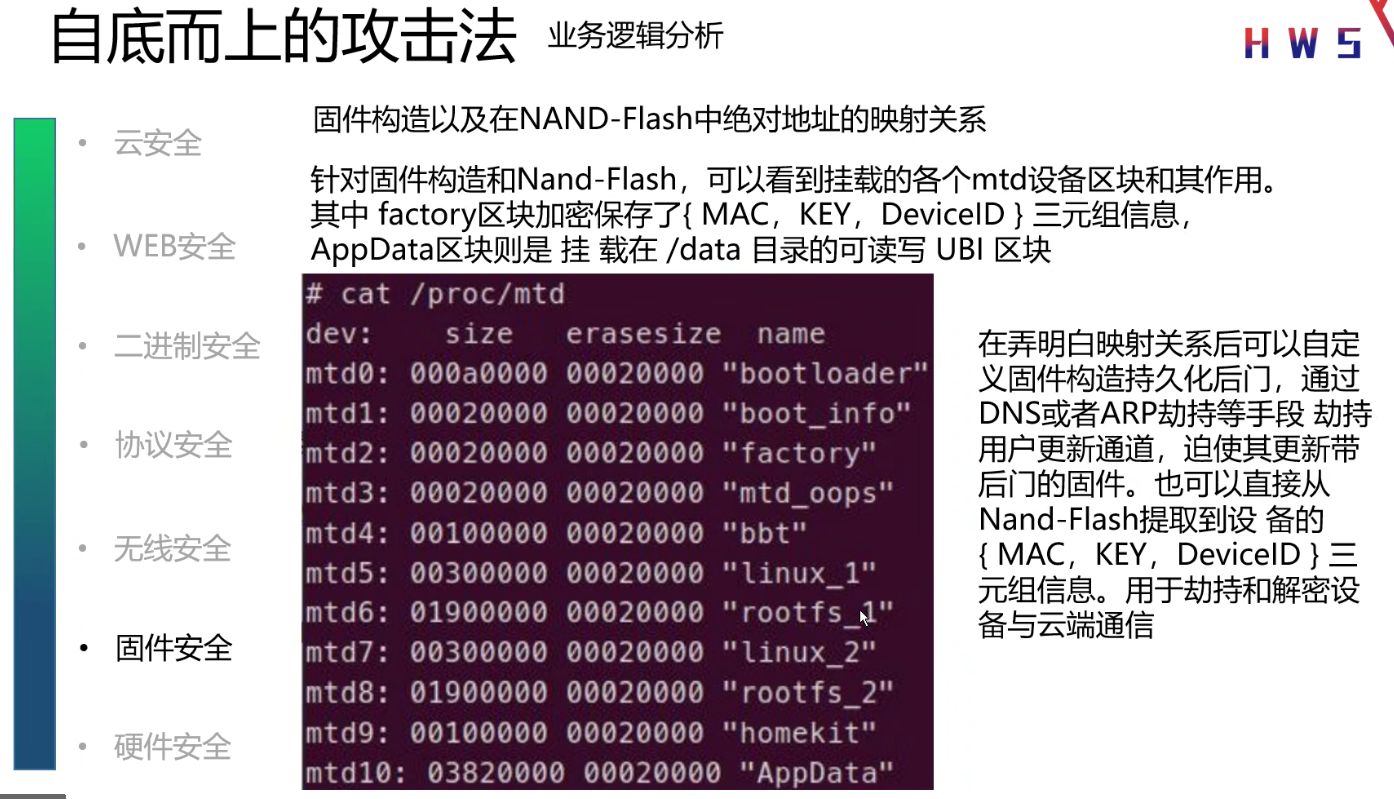 自底而上的攻击法 业务逻辑分析
HWS
云安全
WEB安全
二进制安全
协议安全
无线安全
固件安全
硬件安全
固件构造以及在NAND-Flash中绝对地址的映射关系
针对固件构造和Nand-Flash，可以看到挂载的各个mtd设备区块和其作用。
其中 factory区块加密保存了{ MAC，KEY，DeviceID } 三元组信息，
AppData区块则是 挂 载在 /data 目录的可读写 UBI 区块
# cat /proc/mtd
dev: size erasesize name
mtd0: 000a0000 00020000 "bootloader"
mtd1: 00020000 00020000 "boot_info"
mtd2: 00020000 00020000 "factory"
mtd3: 00020000 00020000 "mtd_oops"
mtd4: 00100000 00020000 "bbt"
mtd5: 00300000 00020000 "linux_1"
mtd6: 01900000 00020000 "rootfs_1"
mtd7: 00300000 00020000 "linux_2"
mtd8: 01900000 00020000 "rootfs_2"
mtd9: 00100000 00020000 "homekit"
mtd10: 03820000 00020000 "AppData"
在弄明白映射关系后可以自定
义固件构造持久化后门，通过
DNS或者ARP劫持等手段 劫持
用户更新通道，迫使其更新带
后门的固件。也可以直接从
Nand-Flash提取到设 备的
{ MAC，KEY，DeviceID } 三
元组信息。用于劫持和解密设
备与云端通信